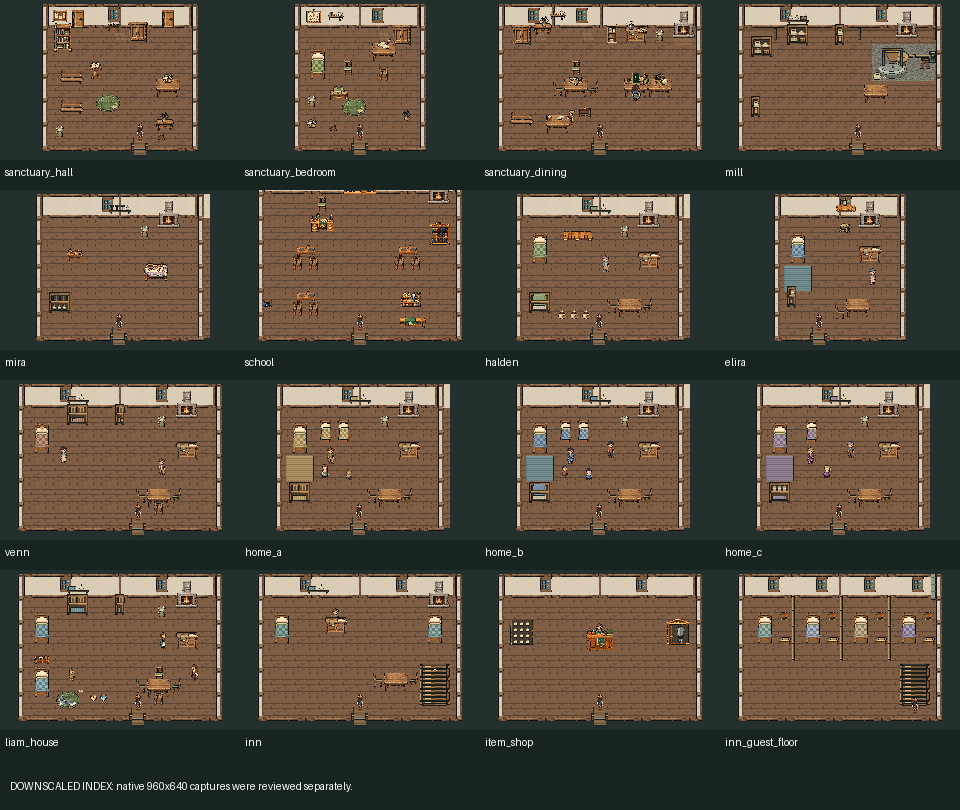 sanctuary_hall
sanctuary_bedroom
sanctuary_dining
mill
mira
school
halden
elira
venn
home_a
home_b
home_c
liam_house
inn
item_shop
inn_guest_floor
DOWNSCALED INDEX: native 960x640 captures were reviewed separately.